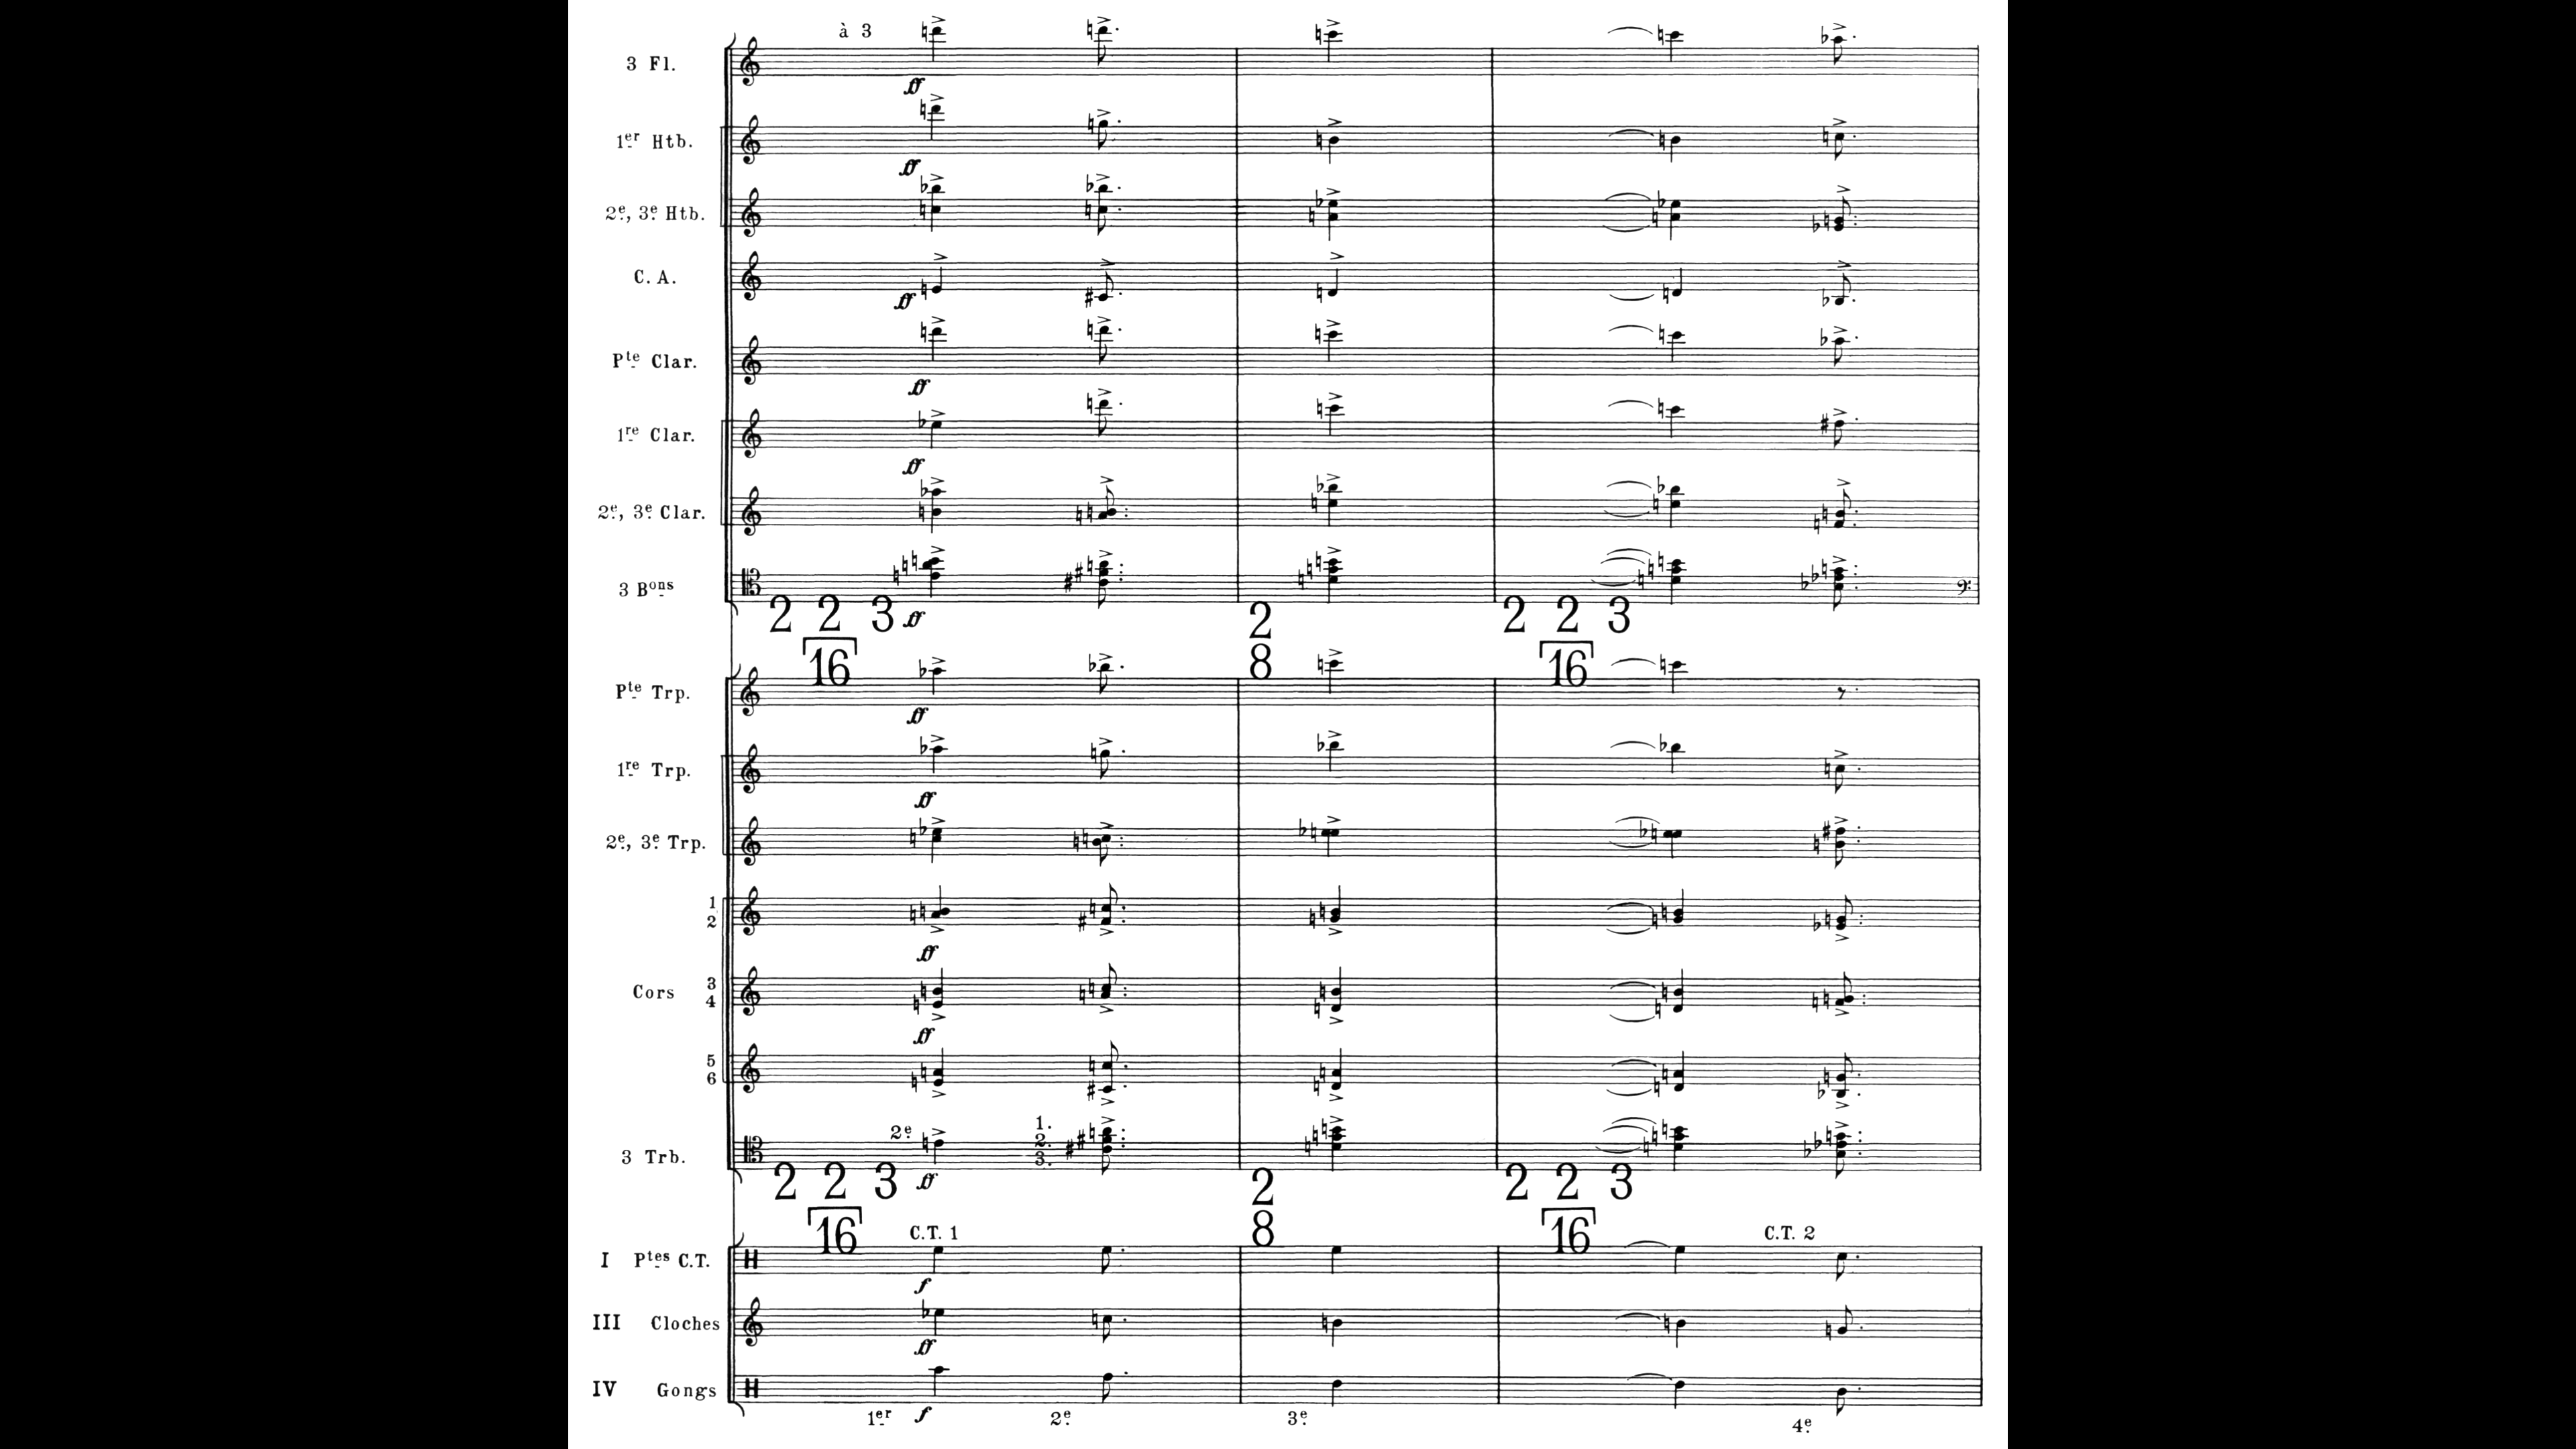 à 3
3 Fl.
ff
1er Htb.
ff
2e, 3e Htb.
C. A.
ff
Pte Clar.
ff
1re Clar.
ff
2e, 3e Clar.
3 Bons
2 2 3 ff 2 2 2 3
16 8 16
Pte Trp.
ff
1re Trp.
ff
2e, 3e Trp.
1
2
ff
Cors 3
4
ff
5
6
2e 1.
2.
3 Trb. 3.
2 2 3 ff 2 2 2 3
16 C.T. 1 8 16 C.T. 2
I Ptes C.T.
f
III Cloches
ff
IV Gongs
1er f 2e 3e 4e